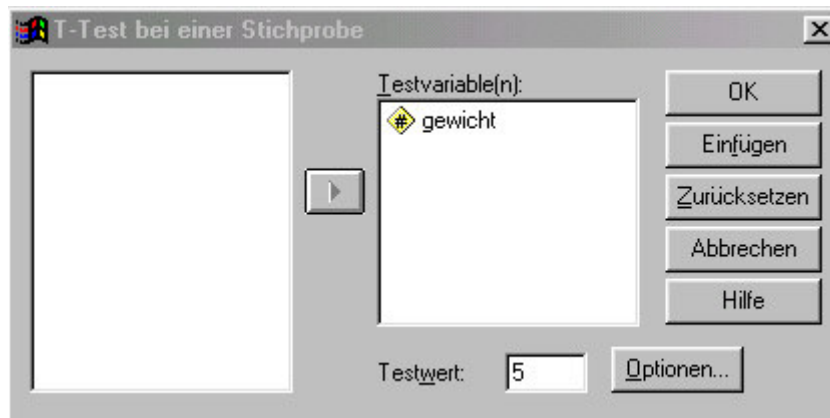 T-Test bei einer Stichprobe
Testvariable(n):
# gewicht
OK
Einfügen
Zurücksetzen
Abbrechen
Hilfe
Testwert: 5
Optionen...